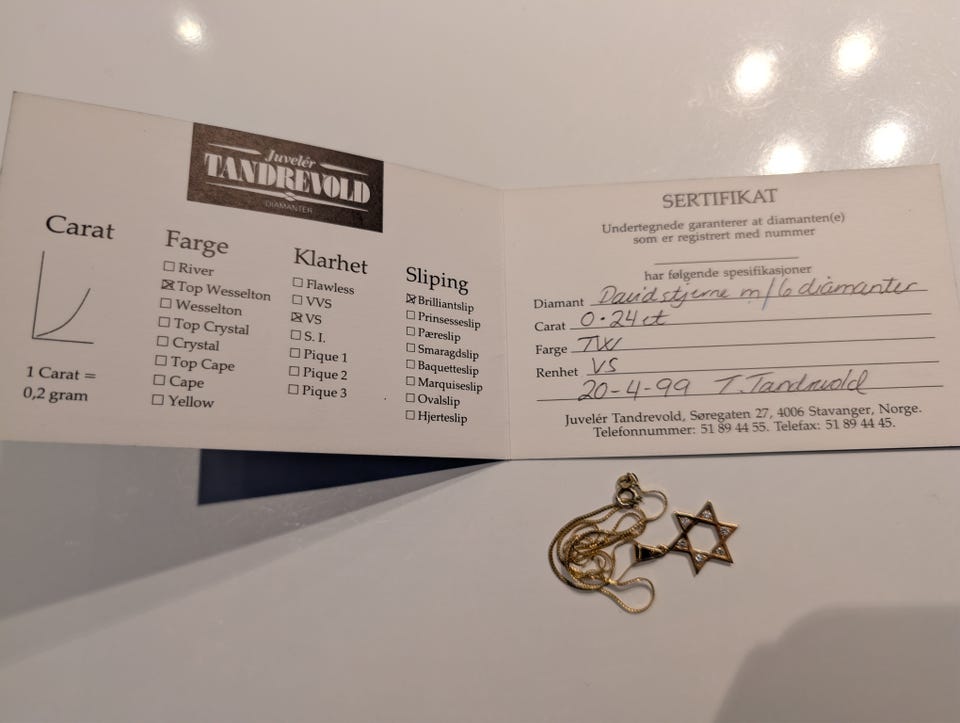 Juvelér
TANDREVOLD
DIAMANTER
Carat
1 Carat =
0,2 gram
Farge
River
Top Wesselton
Wesselton
Top Crystal
Crystal
Top Cape
Cape
Yellow
Klarhet
Flawless
VVS
VS
S. I.
Pique 1
Pique 2
Pique 3
Sliping
Brilliantslip
Prinsesseslip
Pæreslip
Smaragdslip
Baquetteslip
Marquiseslip
Ovalslip
Hjerteslip
SERTIFIKAT
Undertegnede garanterer at diamanten(e)
som er registrert med nummer
har følgende spesifikasjoner
Diamant Davidstjerne m/6 diamanter
Carat 0.24 ct
Farge TW
Renhet VS
20-4-99 T. Tandrevold
Juvelér Tandrevold, Søregaten 27, 4006 Stavanger, Norge.
Telefonnummer: 51 89 44 55. Telefax: 51 89 44 45.